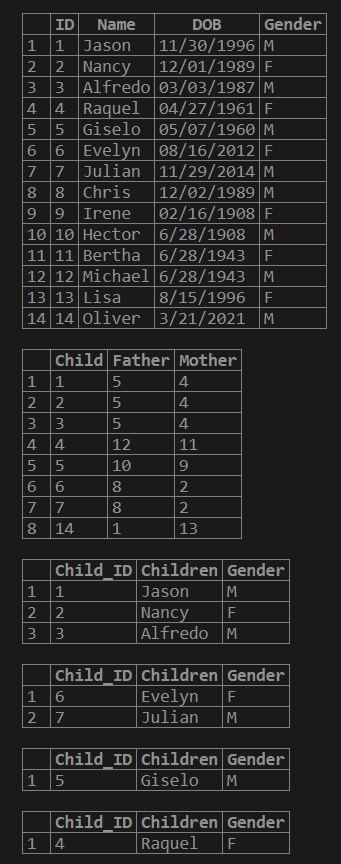 ID Name DOB Gender
1 1 Jason 11/30/1996 M
2 2 Nancy 12/01/1989 F
3 3 Alfredo 03/03/1987 M
4 4 Raquel 04/27/1961 F
5 5 Giselo 05/07/1960 M
6 6 Evelyn 08/16/2012 F
7 7 Julian 11/29/2014 M
8 8 Chris 12/02/1989 M
9 9 Irene 02/16/1908 F
10 10 Hector 6/28/1908 M
11 11 Bertha 6/28/1943 F
12 12 Michael 6/28/1943 M
13 13 Lisa 8/15/1996 F
14 14 Oliver 3/21/2021 M
Child Father Mother
1 1 5 4
2 2 5 4
3 3 5 4
4 4 12 11
5 5 10 9
6 6 8 2
7 7 8 2
8 14 1 13
Child_ID Children Gender
1 1 Jason M
2 2 Nancy F
3 3 Alfredo M
Child_ID Children Gender
1 6 Evelyn F
2 7 Julian M
Child_ID Children Gender
1 5 Giselo M
Child_ID Children Gender
1 4 Raquel F